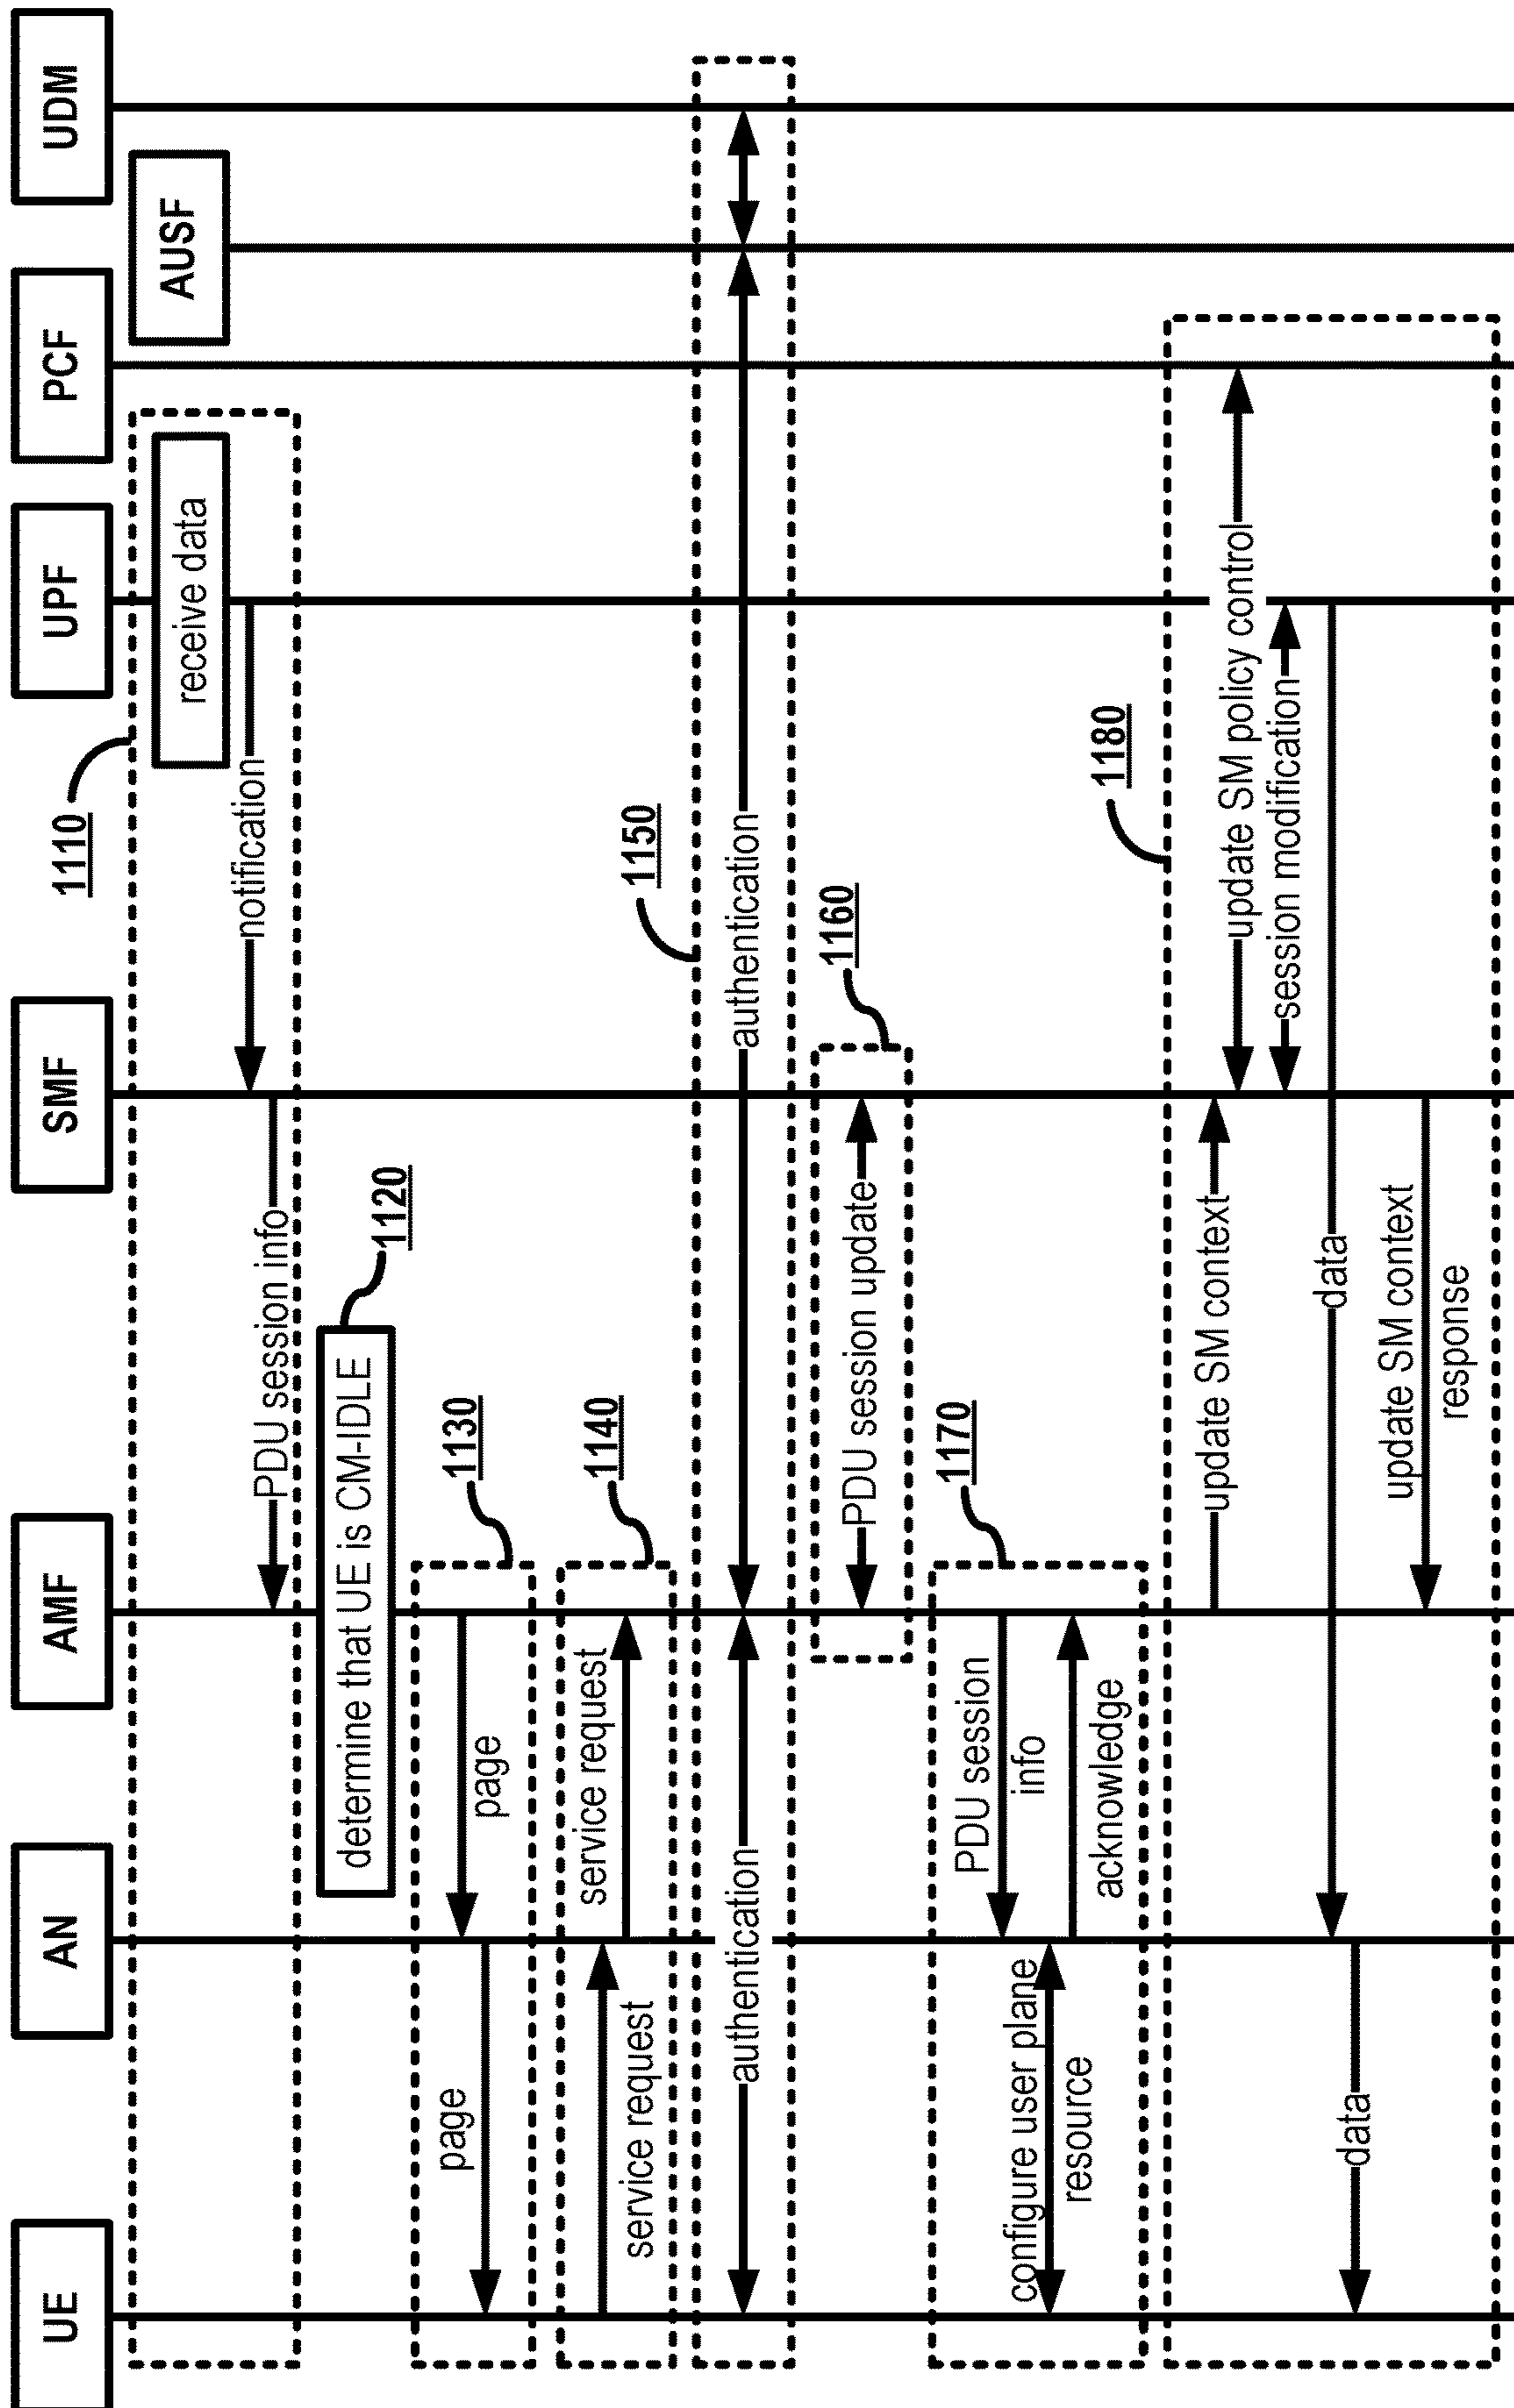 UE
AN
AMF
SMF
UPF
PCF
AUSF
UDM
1110
receive data
notification
PDU session info
determine that UE is CM-IDLE
1120
page
page
1130
service request
service request
1140
authentication
authentication
1150
PDU session update
1160
PDU session
info
configure user plane
resource
acknowledge
1170
1180
update SM context
update SM policy control
session modification
data
data
update SM context
response